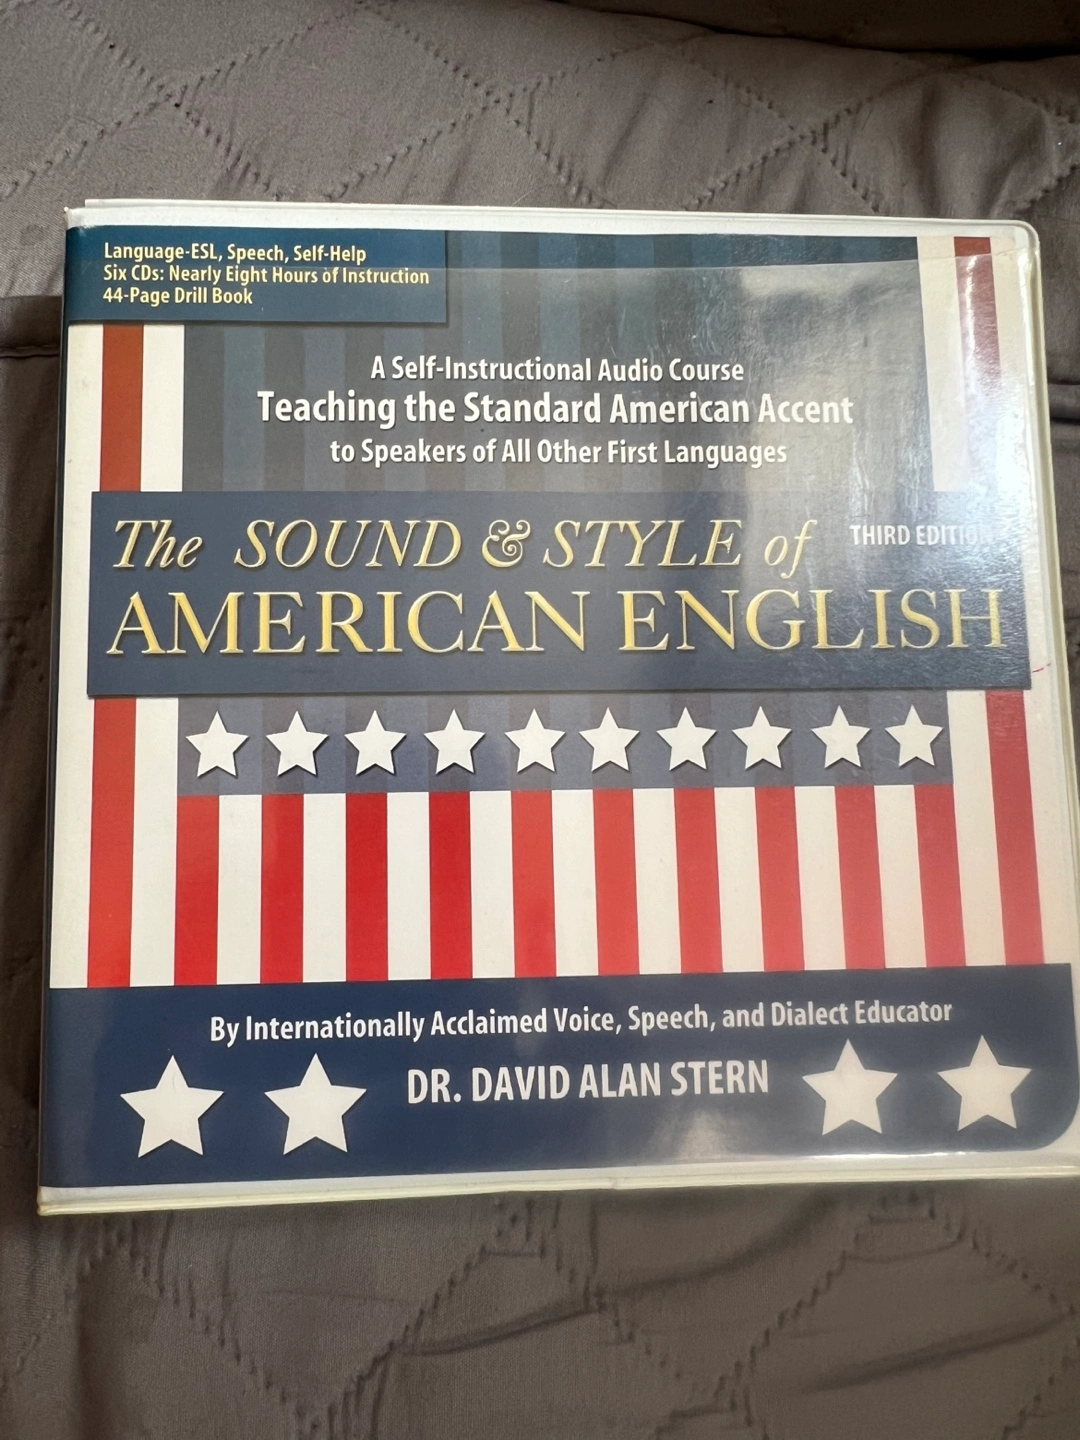 Language-ESL, Speech, Self-Help
Six CDs: Nearly Eight Hours of Instruction
44-Page Drill Book
A Self-Instructional Audio Course
Teaching the Standard American Accent
to Speakers of All Other First Languages
The SOUND & STYLE of
THIRD EDITION
AMERICAN ENGLISH
By Internationally Acclaimed Voice, Speech, and Dialect Educator
DR. DAVID ALAN STERN